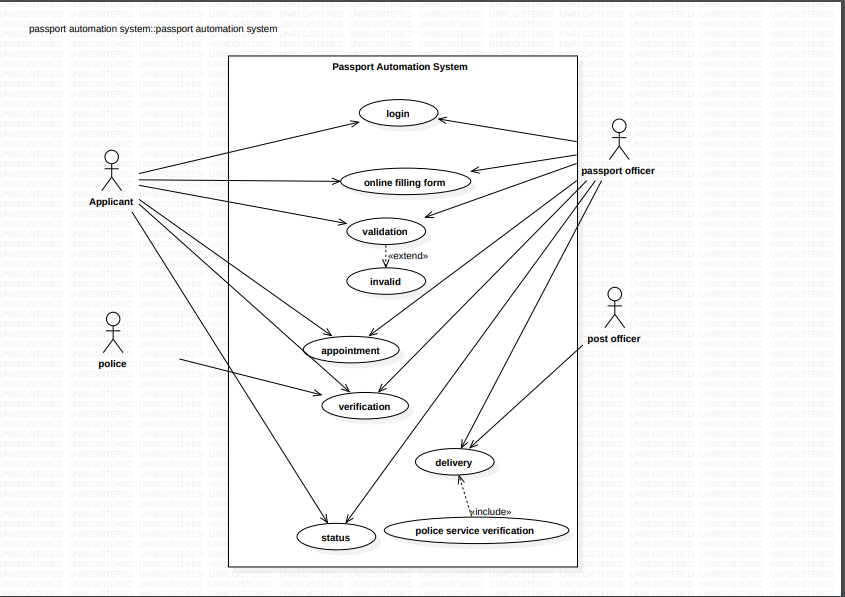 passport automation system::passport automation system
Passport Automation System
login
passport officer
online filling form
Applicant
validation
«extend»
invalid
post officer
appointment
police
verification
delivery
«include»
police service verification
status
UNREGISTERED